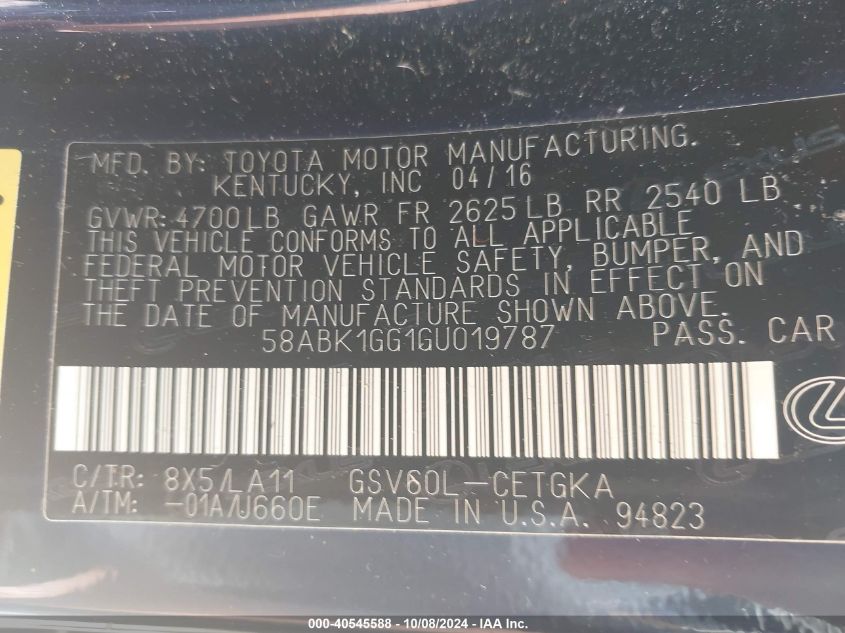 MFD. BY: TOYOTA MOTOR MANUFACTURING.
KENTUCKY, INC 04/16
GVWR: 4700LB GAWR FR 2625LB RR 2540 LB
THIS VEHICLE CONFORMS TO ALL APPLICABLE
FEDERAL MOTOR VEHICLE SAFETY, BUMPER, AND
THEFT PREVENTION STANDARDS IN EFFECT ON
THE DATE OF MANUFACTURE SHOWN ABOVE.
58ABK1GG1GU019787 PASS. CAR
C/TR: 8X5/LA11 GSV60L-CETGKA
A/TM: -01A/U660E MADE IN U.S.A. 94823
000-40545588 - 10/08/2024 - IAA Inc.